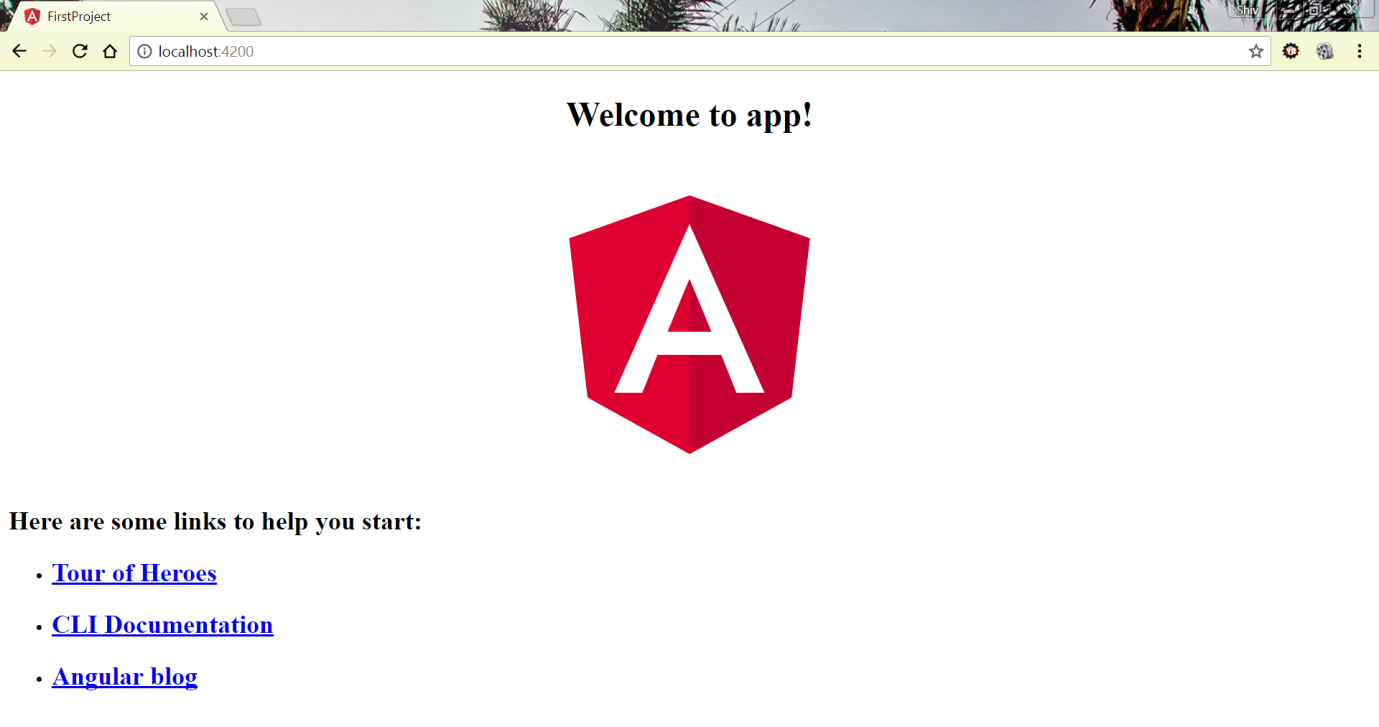 FirstProject
Shiv
localhost:4200
Welcome to app!
A
Here are some links to help you start:
Tour of Heroes
CLI Documentation
Angular blog